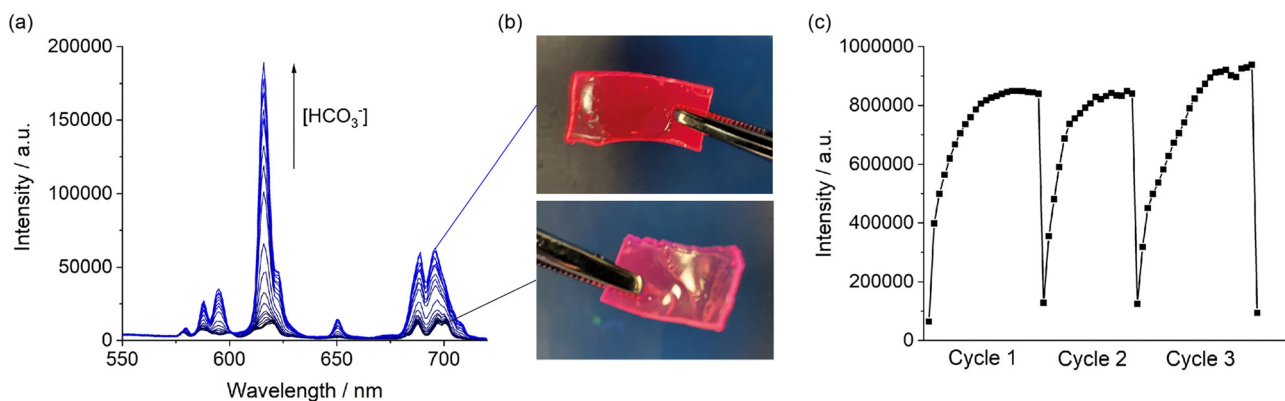 (a)
200000
150000
100000
50000
0
Intensity / a.u.
[HCO₃⁻]
550
600
650
700
Wavelength / nm
(b)
(c)
1000000
800000
600000
400000
200000
0
Intensity / a.u.
Cycle 1
Cycle 2
Cycle 3